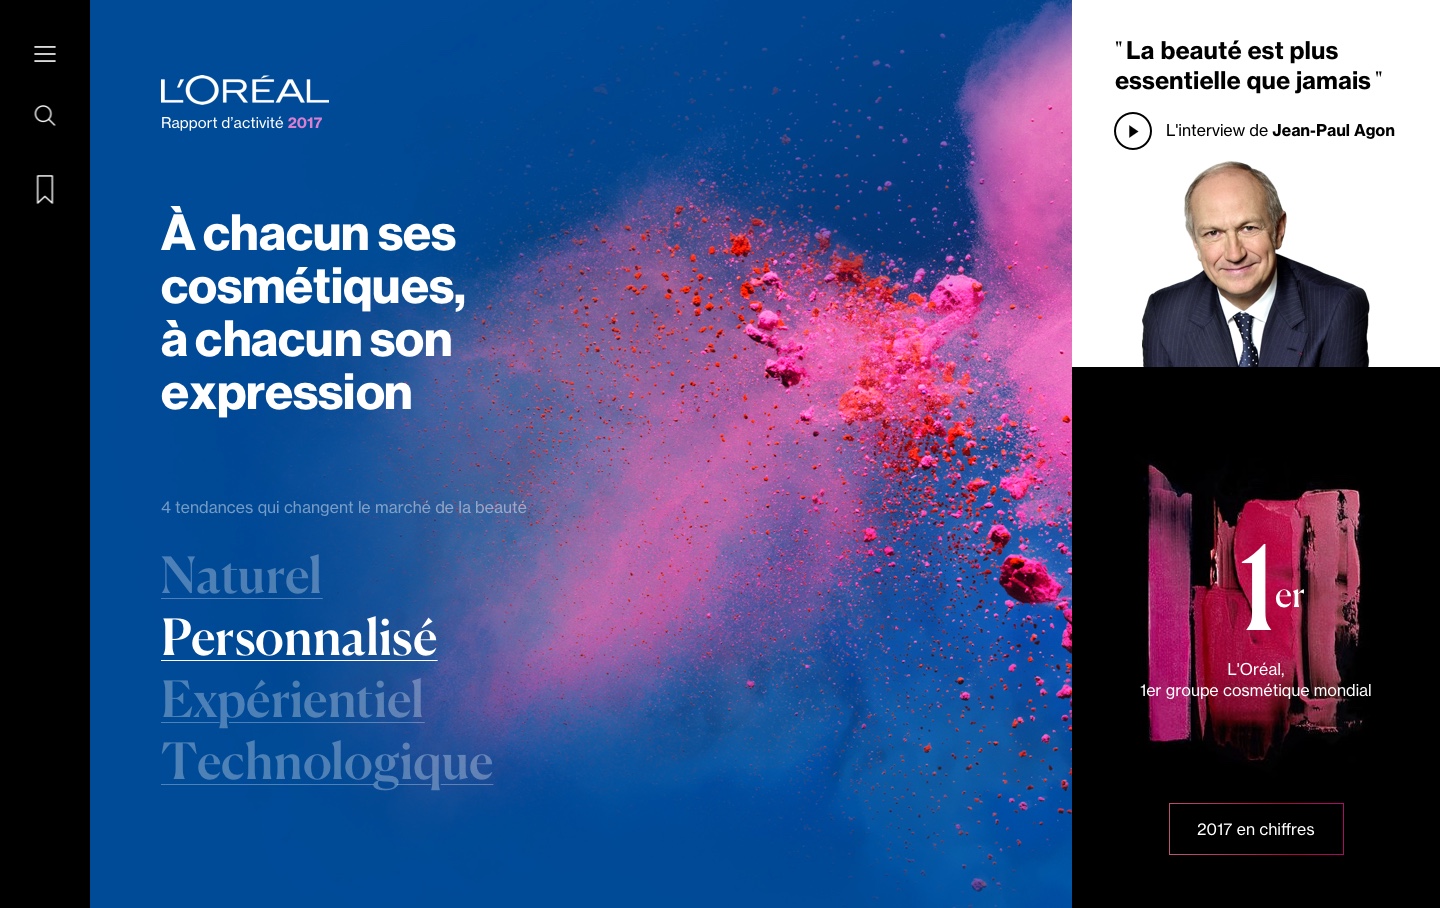 L'ORÉAL
Rapport d'activité 2017
À chacun ses
cosmétiques,
à chacun son
expression
4 tendances qui changent le marché de la beauté
Naturel
Personnalisé
Expérientiel
Technologique
" La beauté est plus
essentielle que jamais "
L'interview de Jean-Paul Agon
1er
L'Oréal,
1er groupe cosmétique mondial
2017 en chiffres